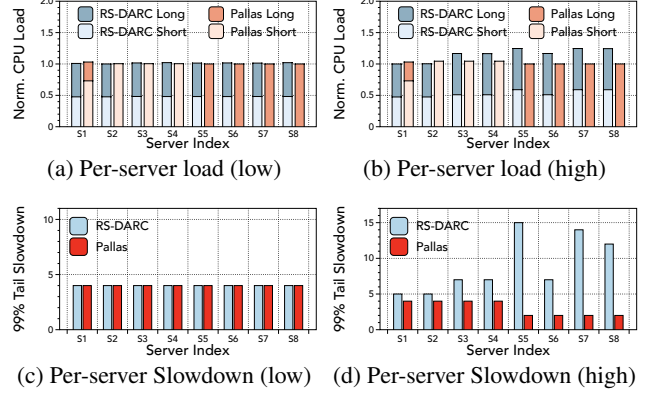 2.0
1.5
1.0
0.5
0.0
Norm. CPU Load
RS-DARC Long
RS-DARC Short
Pallas Long
Pallas Short
S1 S2 S3 S4 S5 S6 S7 S8
Server Index
(a) Per-server load (low)
2.0
1.5
1.0
0.5
0.0
Norm. CPU Load
RS-DARC Long
RS-DARC Short
Pallas Long
Pallas Short
S1 S2 S3 S4 S5 S6 S7 S8
Server Index
(b) Per-server load (high)
10
5
0
99% Tail Slowdown
RS-DARC
Pallas
S1 S2 S3 S4 S5 S6 S7 S8
Server Index
(c) Per-server Slowdown (low)
15
10
5
0
99% Tail Slowdown
RS-DARC
Pallas
S1 S2 S3 S4 S5 S6 S7 S8
Server Index
(d) Per-server Slowdown (high)